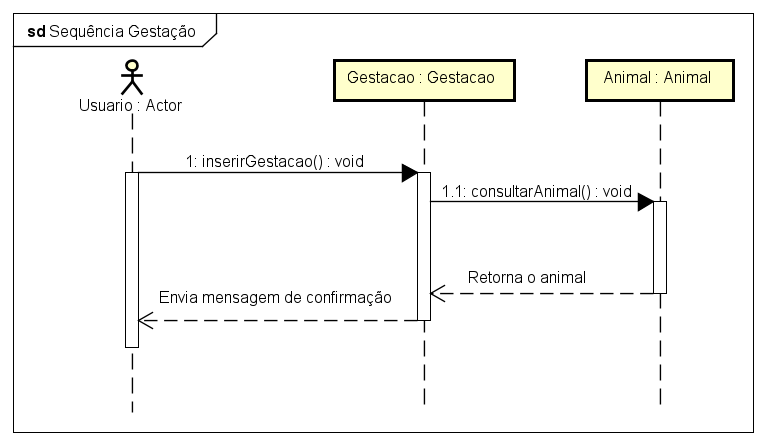 sd Sequência Gestação
Usuario : Actor
Gestacao : Gestacao
Animal : Animal
1: inserirGestacao() : void
1.1: consultarAnimal() : void
Retorna o animal
Envia mensagem de confirmação